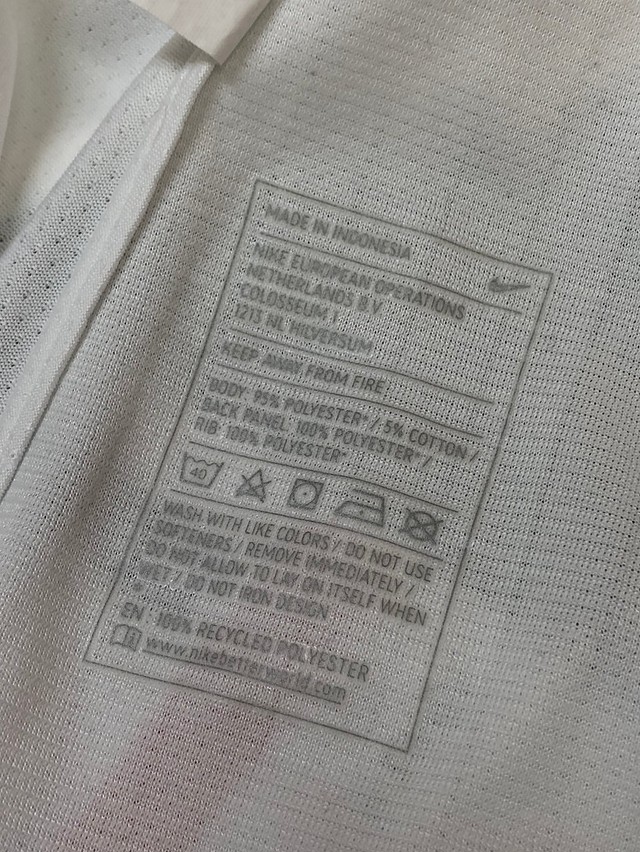 MADE IN INDONESIA
NIKE EUROPEAN OPERATIONS
NETHERLANDS B.V.
COLOSSEUM 1
1213 NL HILVERSUM
KEEP AWAY FROM FIRE
BODY: 95% POLYESTER* / 5% COTTON /
BACK PANEL: 100% POLYESTER* /
RIB: 100% POLYESTER*
40
WASH WITH LIKE COLORS / DO NOT USE
SOFTENERS / REMOVE IMMEDIATELY /
DO NOT ALLOW TO LAY ON ITSELF WHEN
WET / DO NOT IRON DESIGN
*
EN : 100% RECYCLED POLYESTER
www.nikebetterworld.com